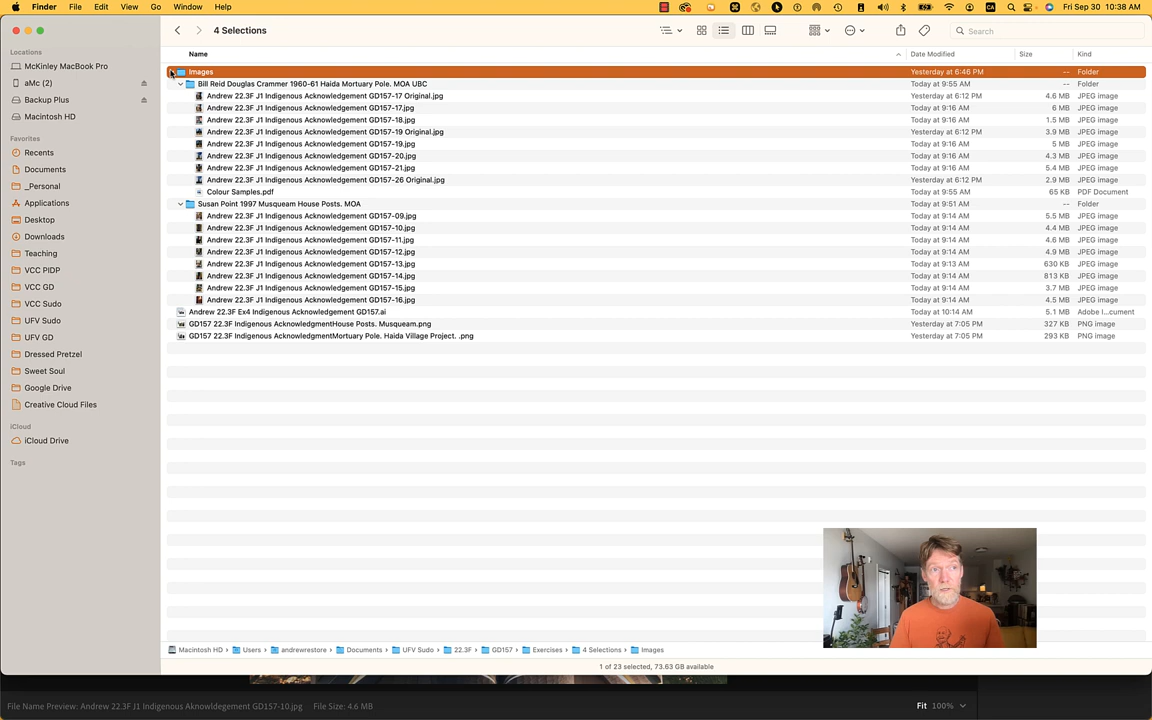 Finder File Edit View Go Window Help Fri Sep 30 10:38 AM
4 Selections Search
Name Date Modified Size Kind
Locations
McKinley MacBook Pro
aMc (2)
Backup Plus
Macintosh HD
Favorites
Recents
Documents
_Personal
Applications
Desktop
Downloads
Teaching
VCC PIDP
VCC GD
VCC Sudo
UFV Sudo
UFV GD
Dressed Pretzel
Sweet Soul
Google Drive
Creative Cloud Files
iCloud
iCloud Drive
Tags
Images Yesterday at 6:46 PM -- Folder
Bill Reid Douglas Crammer 1960-61 Haida Mortuary Pole. MOA UBC Today at 9:55 AM -- Folder
Andrew 22.3F J1 Indigenous Acknowledgement GD157-17 Original.jpg Yesterday at 6:12 PM 4.6 MB JPEG image
Andrew 22.3F J1 Indigenous Acknowledgement GD157-17.jpg Today at 9:16 AM 6 MB JPEG image
Andrew 22.3F J1 Indigenous Acknowledgement GD157-18.jpg Today at 9:16 AM 1.5 MB JPEG image
Andrew 22.3F J1 Indigenous Acknowledgement GD157-19 Original.jpg Yesterday at 6:12 PM 3.9 MB JPEG image
Andrew 22.3F J1 Indigenous Acknowledgement GD157-19.jpg Today at 9:16 AM 5 MB JPEG image
Andrew 22.3F J1 Indigenous Acknowledgement GD157-20.jpg Today at 9:16 AM 4.3 MB JPEG image
Andrew 22.3F J1 Indigenous Acknowledgement GD157-21.jpg Today at 9:16 AM 5.4 MB JPEG image
Andrew 22.3F J1 Indigenous Acknowledgement GD157-26 Original.jpg Yesterday at 6:12 PM 2.9 MB JPEG image
Colour Samples.pdf Today at 9:55 AM 65 KB PDF Document
Susan Point 1997 Musqueam House Posts. MOA Today at 9:51 AM -- Folder
Andrew 22.3F J1 Indigenous Acknowledgement GD157-09.jpg Today at 9:14 AM 5.5 MB JPEG image
Andrew 22.3F J1 Indigenous Acknowledgement GD157-10.jpg Today at 9:14 AM 4.4 MB JPEG image
Andrew 22.3F J1 Indigenous Acknowledgement GD157-11.jpg Today at 9:14 AM 4.6 MB JPEG image
Andrew 22.3F J1 Indigenous Acknowledgement GD157-12.jpg Today at 9:14 AM 4.9 MB JPEG image
Andrew 22.3F J1 Indigenous Acknowledgement GD157-13.jpg Today at 9:13 AM 630 KB JPEG image
Andrew 22.3F J1 Indigenous Acknowledgement GD157-14.jpg Today at 9:14 AM 813 KB JPEG image
Andrew 22.3F J1 Indigenous Acknowledgement GD157-15.jpg Today at 9:14 AM 3.7 MB JPEG image
Andrew 22.3F J1 Indigenous Acknowledgement GD157-16.jpg Today at 9:14 AM 4.5 MB JPEG image
Andrew 22.3F Ex4 Indigenous Acknowledgement GD157.ai Today at 10:14 AM 5.1 MB Adobe I...cument
GD157 22.3F Indigenous AcknowledgmentHouse Posts. Musqueam.png Yesterday at 7:05 PM 327 KB PNG image
GD157 22.3F Indigenous AcknowledgmentMortuary Pole. Haida Village Project. .png Yesterday at 7:05 PM 293 KB PNG image
Macintosh HD › Users › andrewrestore › Documents › UFV Sudo › 22.3F › GD157 › Exercises › 4 Selections › Images
1 of 23 selected, 73.63 GB available
File Name Preview: Andrew 22.3F J1 Indigenous Aknowldegement GD157-10.jpg File Size: 4.6 MB Fit 100%